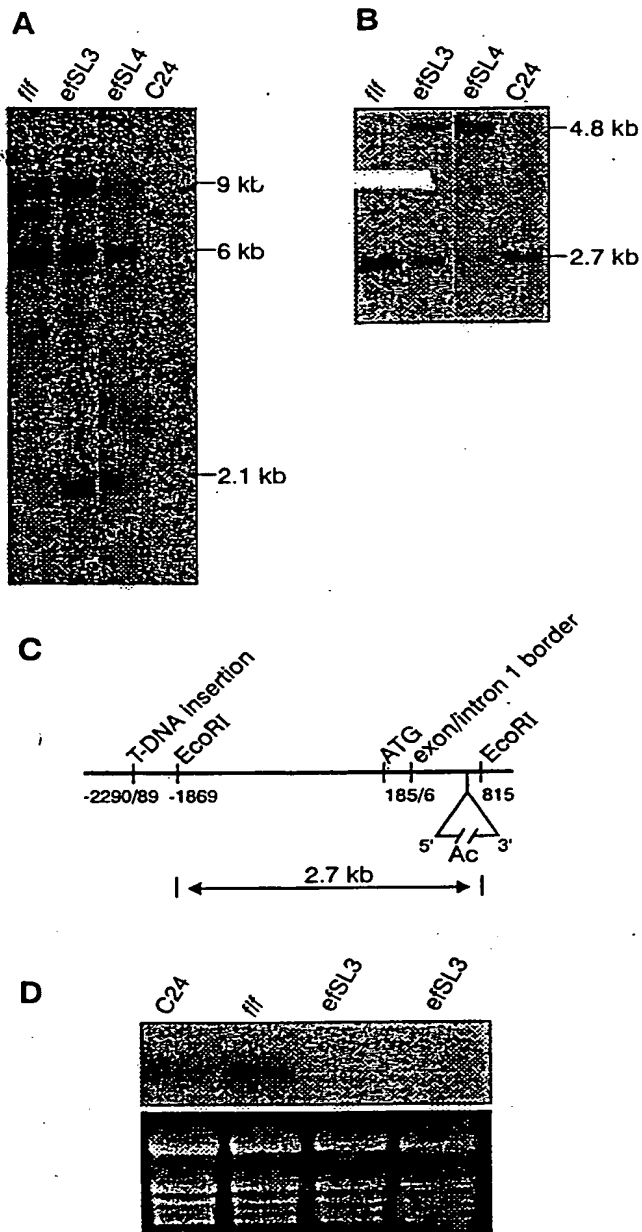 A
flf efSL3 efSL4 C24
9 kb
6 kb
2.1 kb
B
flf efSL3 efSL4 C24
4.8 kb
2.7 kb
C
T-DNA insertion EcoRI ATG exon/intron 1 border EcoRI
-2290/89 -1869 185/6 815
5' Ac 3'
2.7 kb
D
C24 flf efSL3 efSL3